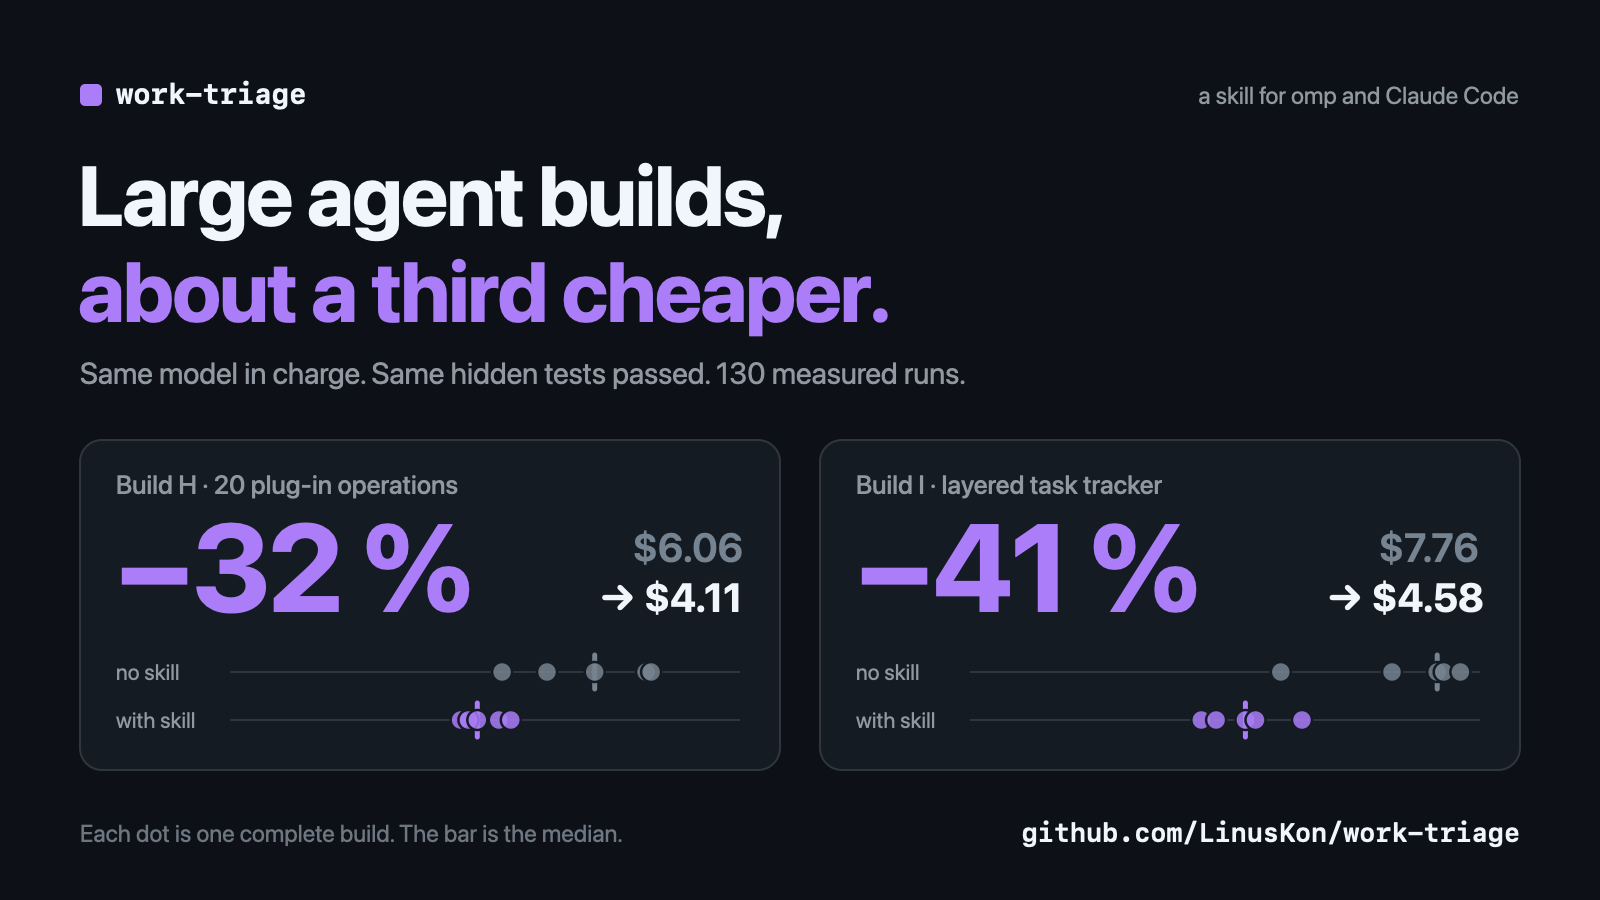 work-triage
a skill for omp and Claude Code
Large agent builds,
about a third cheaper.
Same model in charge. Same hidden tests passed. 130 measured runs.
Build H · 20 plug-in operations
−32 %
$6.06
→ $4.11
no skill
with skill
Build I · layered task tracker
−41 %
$7.76
→ $4.58
no skill
with skill
Each dot is one complete build. The bar is the median.
github.com/LinusKon/work-triage